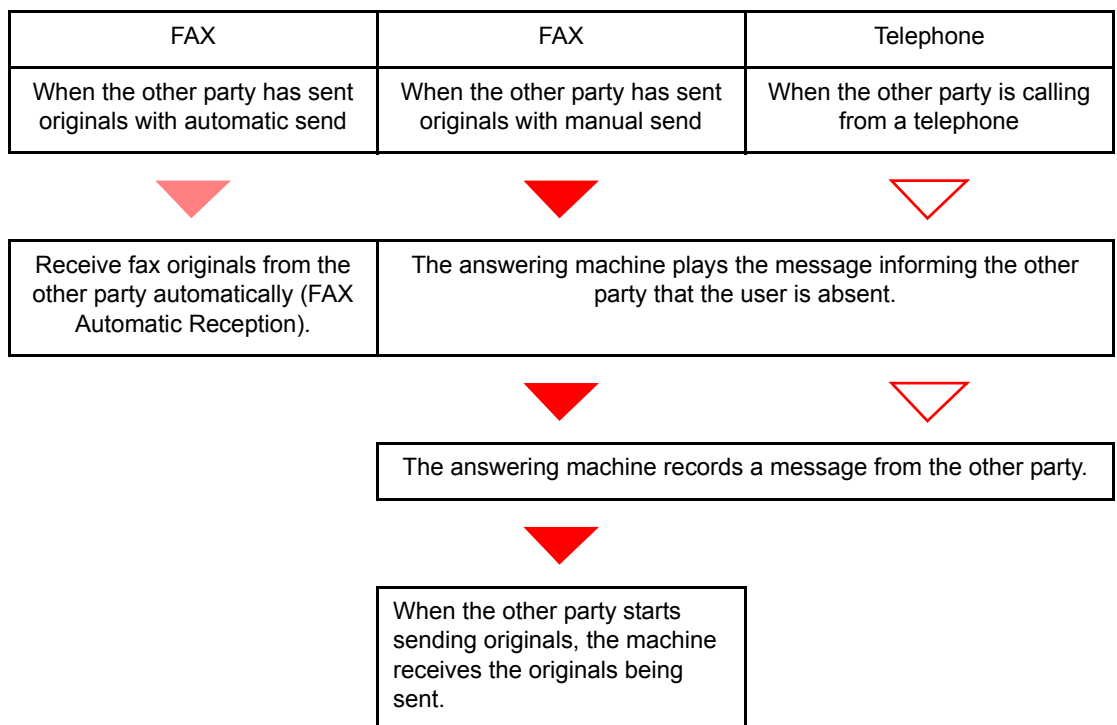 FAX
FAX
Telephone
When the other party has sent
originals with automatic send
When the other party has sent
originals with manual send
When the other party is calling
from a telephone
Receive fax originals from the
other party automatically (FAX
Automatic Reception).
The answering machine plays the message informing the other
party that the user is absent.
The answering machine records a message from the other party.
When the other party starts
sending originals, the machine
receives the originals being
sent.